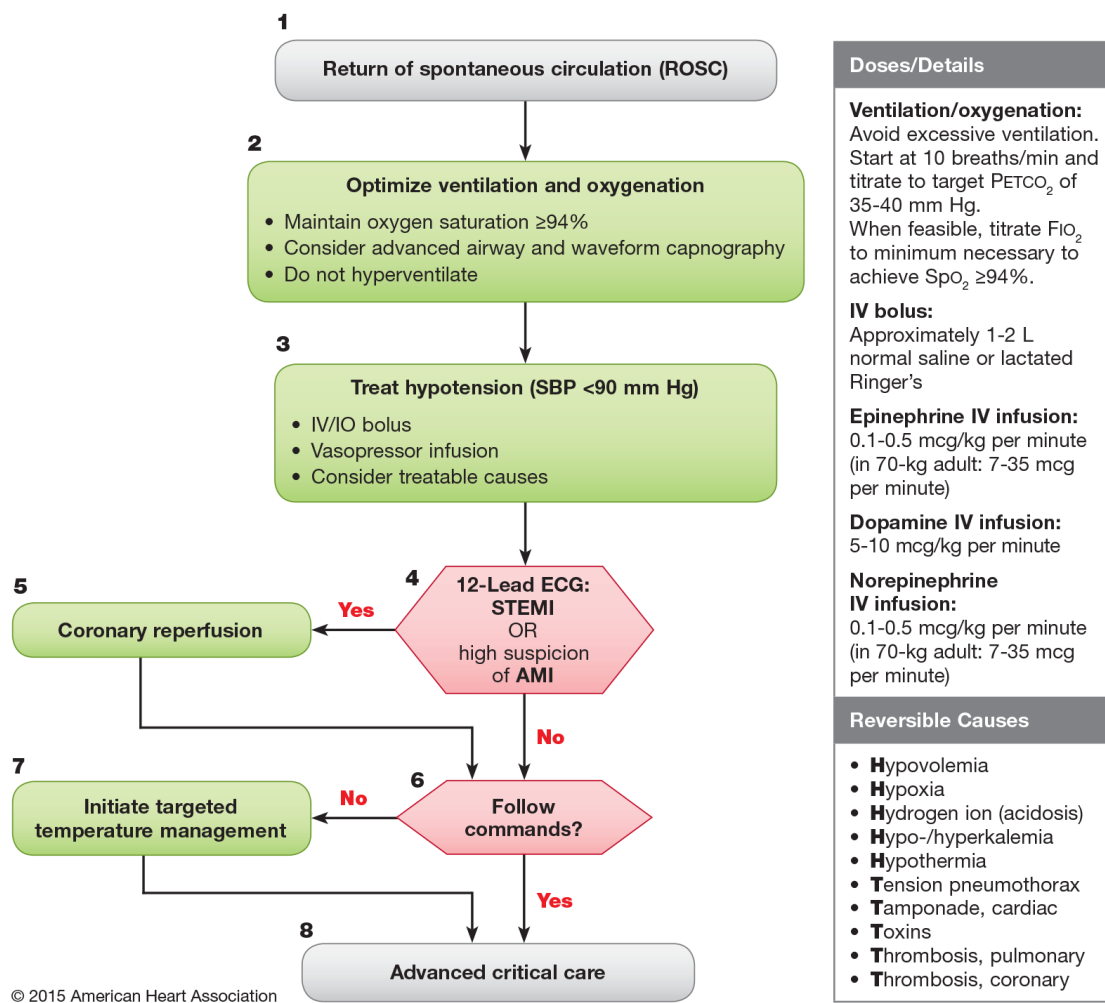 1
Return of spontaneous circulation (ROSC)
2
Optimize ventilation and oxygenation
• Maintain oxygen saturation ≥94%
• Consider advanced airway and waveform capnography
• Do not hyperventilate
3
Treat hypotension (SBP <90 mm Hg)
• IV/IO bolus
• Vasopressor infusion
• Consider treatable causes
4
12-Lead ECG:
STEMI
OR
high suspicion
of AMI
Yes
5
Coronary reperfusion
No
6
Follow
commands?
No
7
Initiate targeted
temperature management
Yes
8
Advanced critical care
© 2015 American Heart Association
Doses/Details
Ventilation/oxygenation:
Avoid excessive ventilation.
Start at 10 breaths/min and
titrate to target PETCO₂ of
35-40 mm Hg.
When feasible, titrate FIO₂
to minimum necessary to
achieve SpO₂ ≥94%.
IV bolus:
Approximately 1-2 L
normal saline or lactated
Ringer's
Epinephrine IV infusion:
0.1-0.5 mcg/kg per minute
(in 70-kg adult: 7-35 mcg
per minute)
Dopamine IV infusion:
5-10 mcg/kg per minute
Norepinephrine
IV infusion:
0.1-0.5 mcg/kg per minute
(in 70-kg adult: 7-35 mcg
per minute)
Reversible Causes
• Hypovolemia
• Hypoxia
• Hydrogen ion (acidosis)
• Hypo-/hyperkalemia
• Hypothermia
• Tension pneumothorax
• Tamponade, cardiac
• Toxins
• Thrombosis, pulmonary
• Thrombosis, coronary